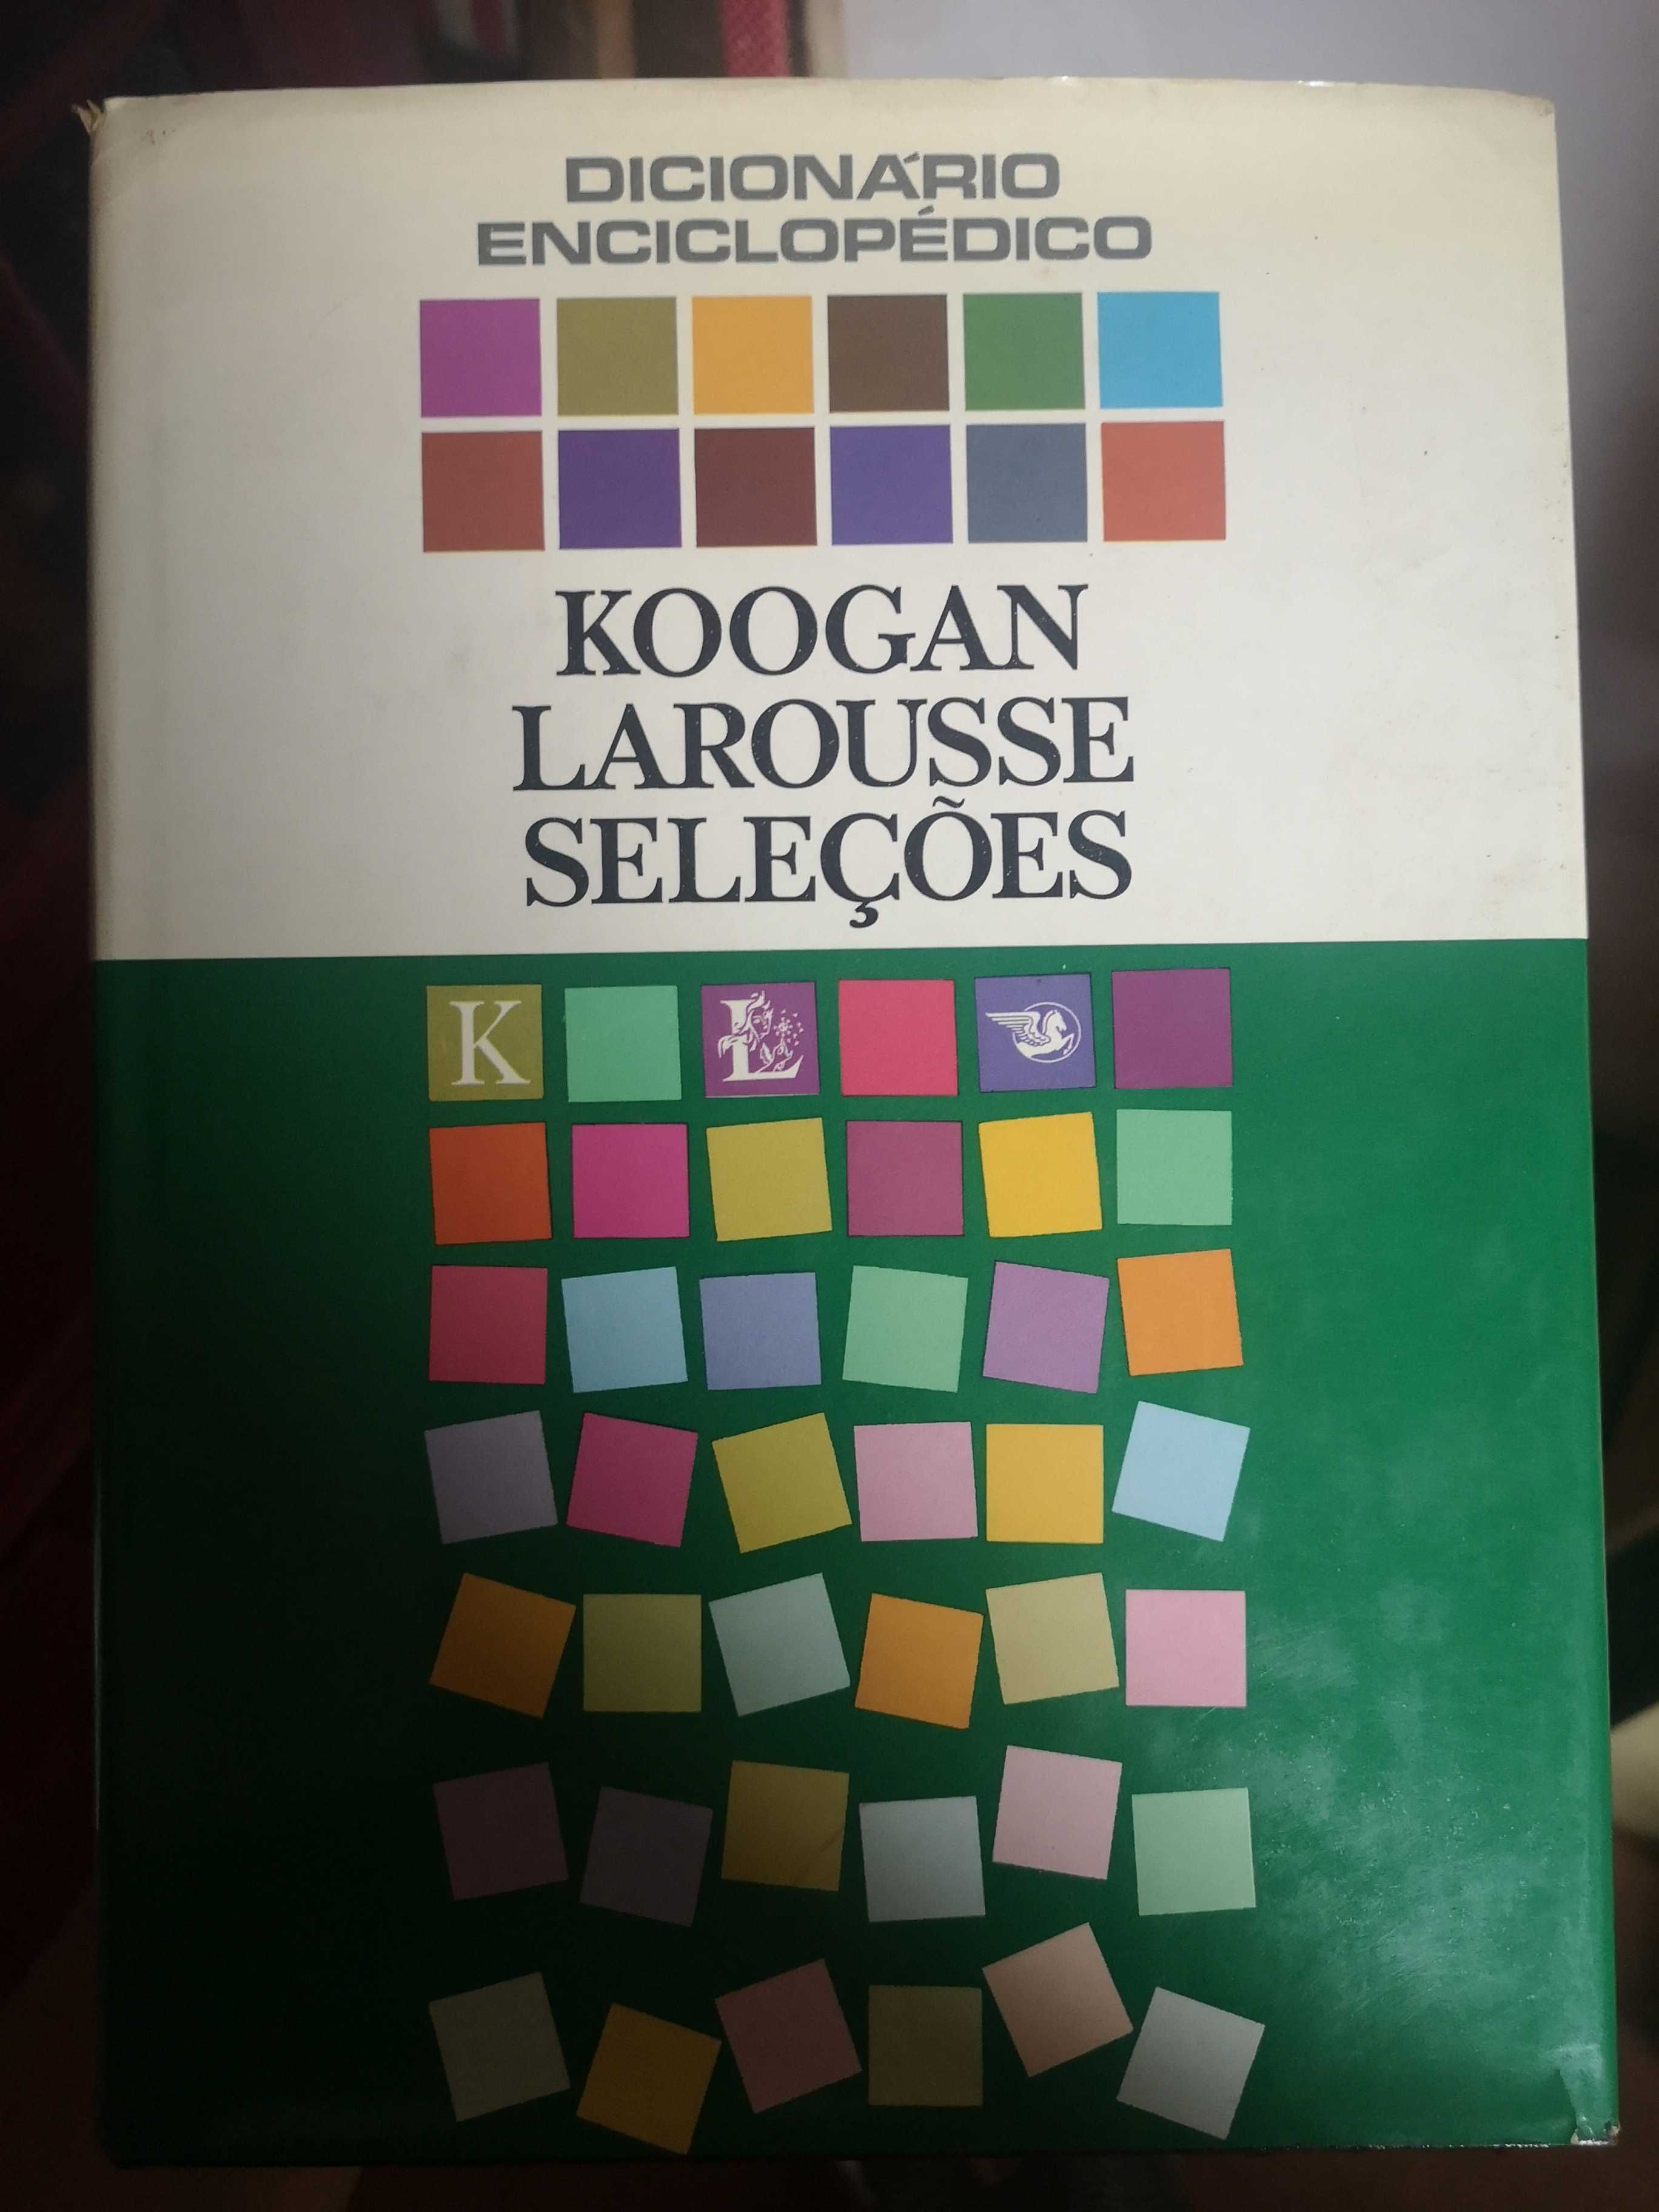 DICIONÁRIO
ENCICLOPÉDICO
KOOGAN
LAROUSSE
SELEÇÕES
K
L